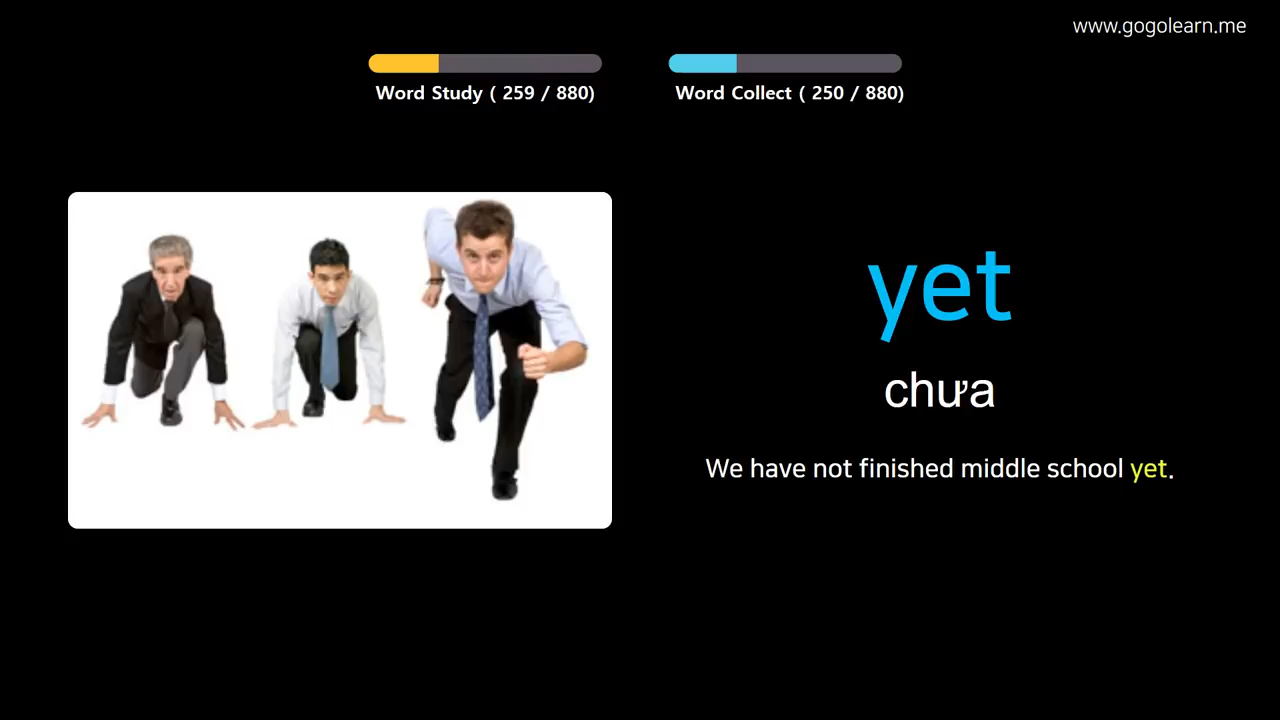 www.gogolearn.me
Word Study ( 259 / 880)
Word Collect ( 250 / 880)
yet
chưa
We have not finished middle school yet.